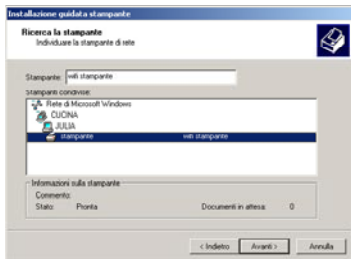 Installazione guidata stampante
Ricerca la stampante
Individuare la stampante di rete
Stampante: wifi stampante
Stampanti condivise:
Rete di Microsoft Windows
CUCINA
JULIA
stampante wifi stampante
Informazioni sulla stampante
Commento:
Stato: Pronta Documenti in attesa: 0
< Indietro Avanti > Annulla